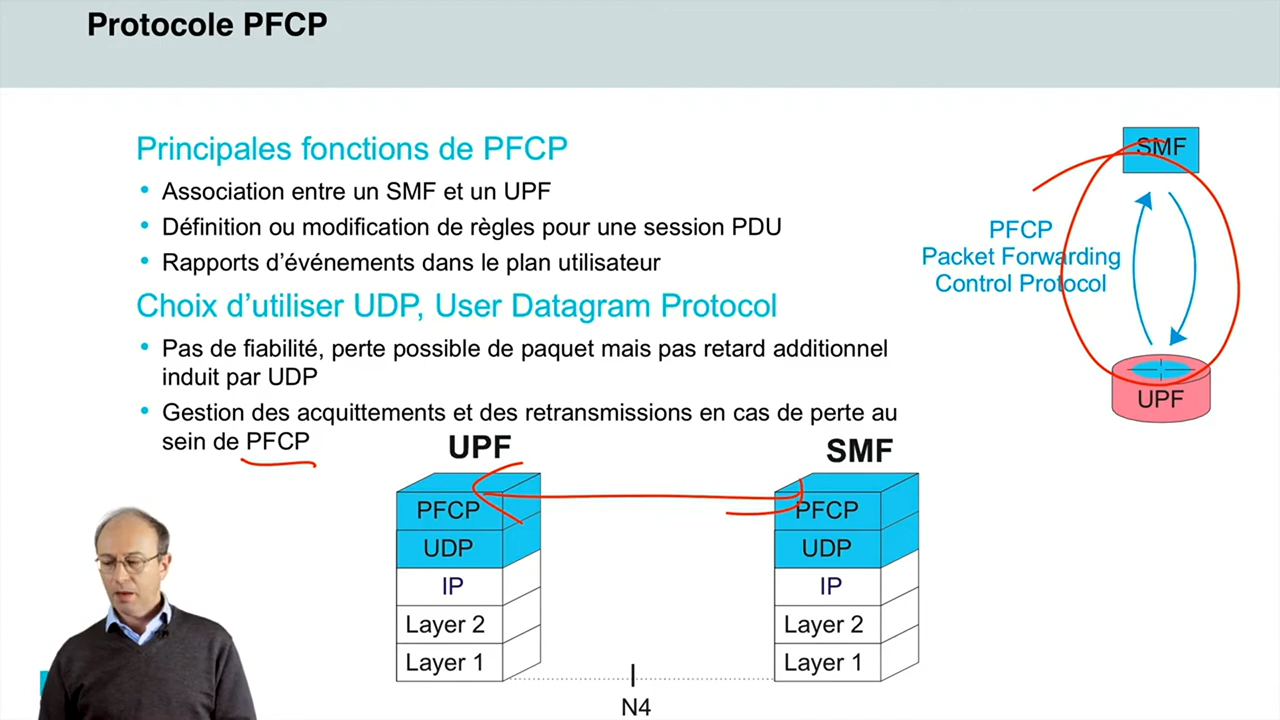 Protocole PFCP
Principales fonctions de PFCP
• Association entre un SMF et un UPF
• Définition ou modification de règles pour une session PDU
• Rapports d'événements dans le plan utilisateur
Choix d'utiliser UDP, User Datagram Protocol
• Pas de fiabilité, perte possible de paquet mais pas retard additionnel
induit par UDP
• Gestion des acquittements et des retransmissions en cas de perte au
sein de PFCP
SMF
PFCP
Packet Forwarding
Control Protocol
UPF
UPF
PFCP
UDP
IP
Layer 2
Layer 1
SMF
PFCP
UDP
IP
Layer 2
Layer 1
N4